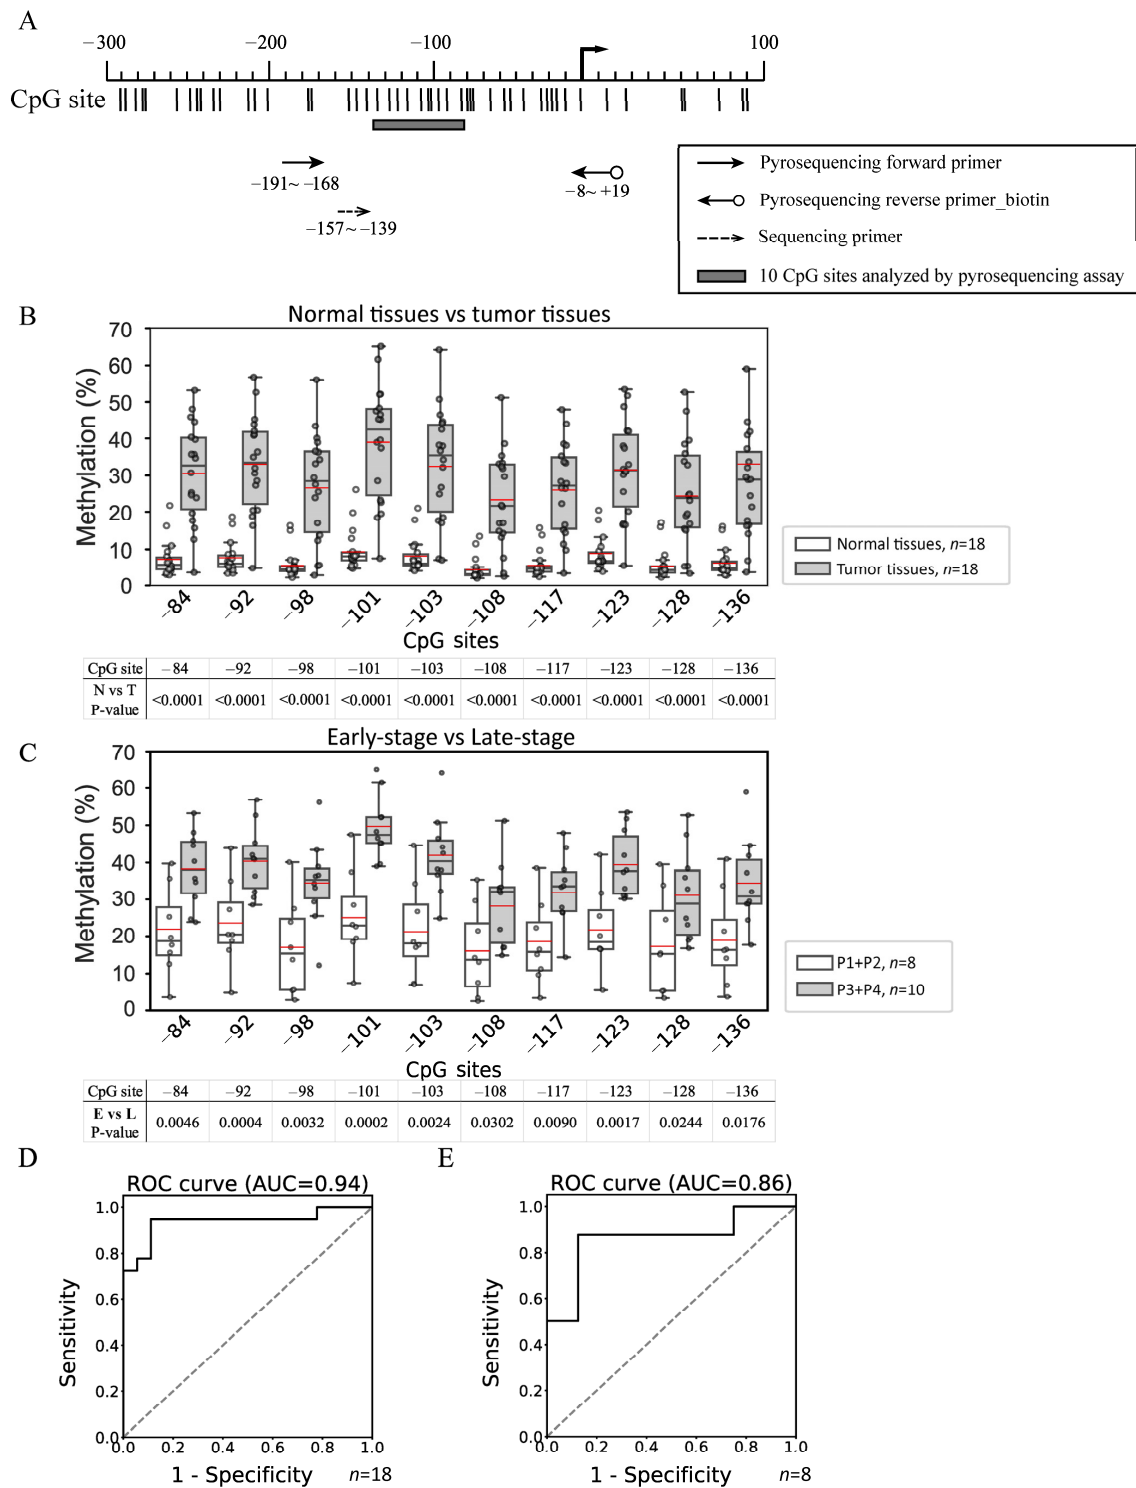 A
−300 −200 −100 100
CpG site
−191~ −168
−8~ +19
−157~ −139
Pyrosequencing forward primer
Pyrosequencing reverse primer_biotin
Sequencing primer
10 CpG sites analyzed by pyrosequencing assay
B
Normal tissues vs tumor tissues
Methylation (%)
70
60
50
40
30
20
10
0
−84 −92 −98 −101 −103 −108 −117 −123 −128 −136
CpG sites
Normal tissues, n=18
Tumor tissues, n=18
CpG site −84 −92 −98 −101 −103 −108 −117 −123 −128 −136
N vs T
P-value
<0.0001 <0.0001 <0.0001 <0.0001 <0.0001 <0.0001 <0.0001 <0.0001 <0.0001 <0.0001
C
Early-stage vs Late-stage
Methylation (%)
70
60
50
40
30
20
10
0
−84 −92 −98 −101 −103 −108 −117 −123 −128 −136
CpG sites
P1+P2, n=8
P3+P4, n=10
CpG site −84 −92 −98 −101 −103 −108 −117 −123 −128 −136
E vs L
P-value
0.0046 0.0004 0.0032 0.0002 0.0024 0.0302 0.0090 0.0017 0.0244 0.0176
D
ROC curve (AUC=0.94)
Sensitivity
1.0
0.8
0.6
0.4
0.2
0.0
0.0 0.2 0.4 0.6 0.8 1.0
1 - Specificity
n=18
E
ROC curve (AUC=0.86)
Sensitivity
1.0
0.8
0.6
0.4
0.2
0.0
0.0 0.2 0.4 0.6 0.8 1.0
1 - Specificity
n=8